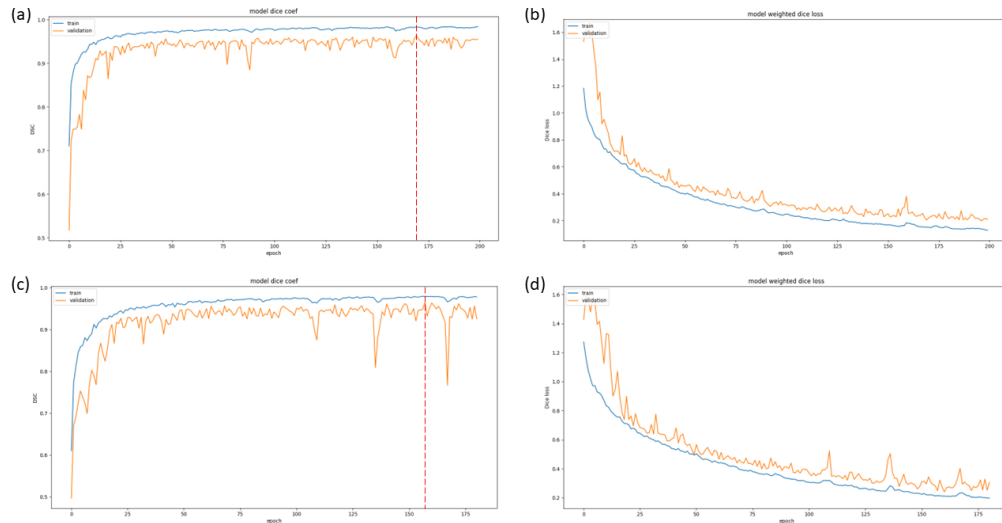 (a)
model dice coef
train
validation
1.0
0.9
0.8
0.7
0.6
0.5
DSC
0 25 50 75 100 125 150 175 200
epoch
(b)
model weighted dice loss
train
validation
1.6
1.4
1.2
1.0
0.8
0.6
0.4
0.2
Dice loss
0 25 50 75 100 125 150 175 200
epoch
(c)
model dice coef
train
validation
1.0
0.9
0.8
0.7
0.6
0.5
DSC
0 25 50 75 100 125 150 175
epoch
(d)
model weighted dice loss
train
validation
1.6
1.4
1.2
1.0
0.8
0.6
0.4
0.2
Dice loss
0 25 50 75 100 125 150 175
epoch